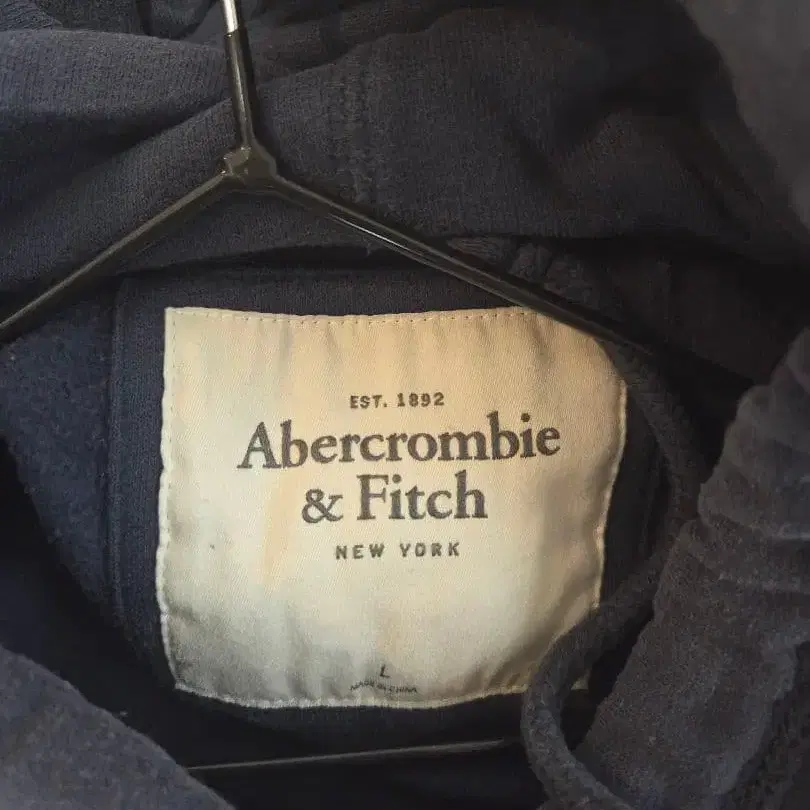 EST. 1892
Abercrombie
& Fitch
NEW YORK
L
MADE IN CHINA